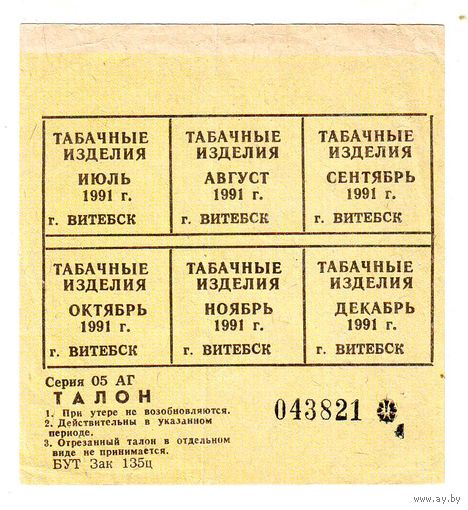 ТАБАЧНЫЕ ТАБАЧНЫЕ ТАБАЧНЫЕ
ИЗДЕЛИЯ ИЗДЕЛИЯ ИЗДЕЛИЯ
ИЮЛЬ АВГУСТ СЕНТЯБРЬ
1991 г. 1991 г. 1991 г.
г. ВИТЕБСК г. ВИТЕБСК г. ВИТЕБСК
ТАБАЧНЫЕ ТАБАЧНЫЕ ТАБАЧНЫЕ
ИЗДЕЛИЯ ИЗДЕЛИЯ ИЗДЕЛИЯ
ОКТЯБРЬ НОЯБРЬ ДЕКАБРЬ
1991 г. 1991 г. 1991 г.
г. ВИТЕБСК г. ВИТЕБСК г. ВИТЕБСК
Серия 05 АГ
ТАЛОН
1. При утере не возобновляются.
2. Действительны в указанном
периоде.
3. Отрезанный талон в отдельном
виде не принимается.
БУТ Зак 135ц
043821
www.ay.by